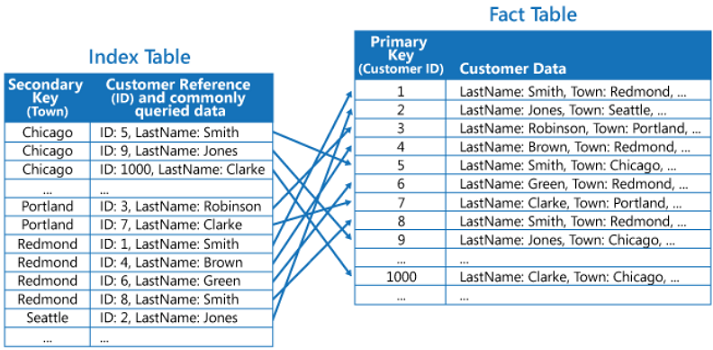 Index Table
Secondary Key (Town) Customer Reference (ID) and commonly queried data
Chicago ID: 5, LastName: Smith
Chicago ID: 9, LastName: Jones
Chicago ID: 1000, LastName: Clarke
... ...
Portland ID: 3, LastName: Robinson
Portland ID: 7, LastName: Clarke
Redmond ID: 1, LastName: Smith
Redmond ID: 4, LastName: Brown
Redmond ID: 6, LastName: Green
Redmond ID: 8, LastName: Smith
Seattle ID: 2, LastName: Jones
... ...
Fact Table
Primary Key (Customer ID) Customer Data
1 LastName: Smith, Town: Redmond, ...
2 LastName: Jones, Town: Seattle, ...
3 LastName: Robinson, Town: Portland, ...
4 LastName: Brown, Town: Redmond, ...
5 LastName: Smith, Town: Chicago, ...
6 LastName: Green, Town: Redmond, ...
7 LastName: Clarke, Town: Portland, ...
8 LastName: Smith, Town: Redmond, ...
9 LastName: Jones, Town: Chicago, ...
... ...
1000 LastName: Clarke, Town: Chicago, ...
... ...